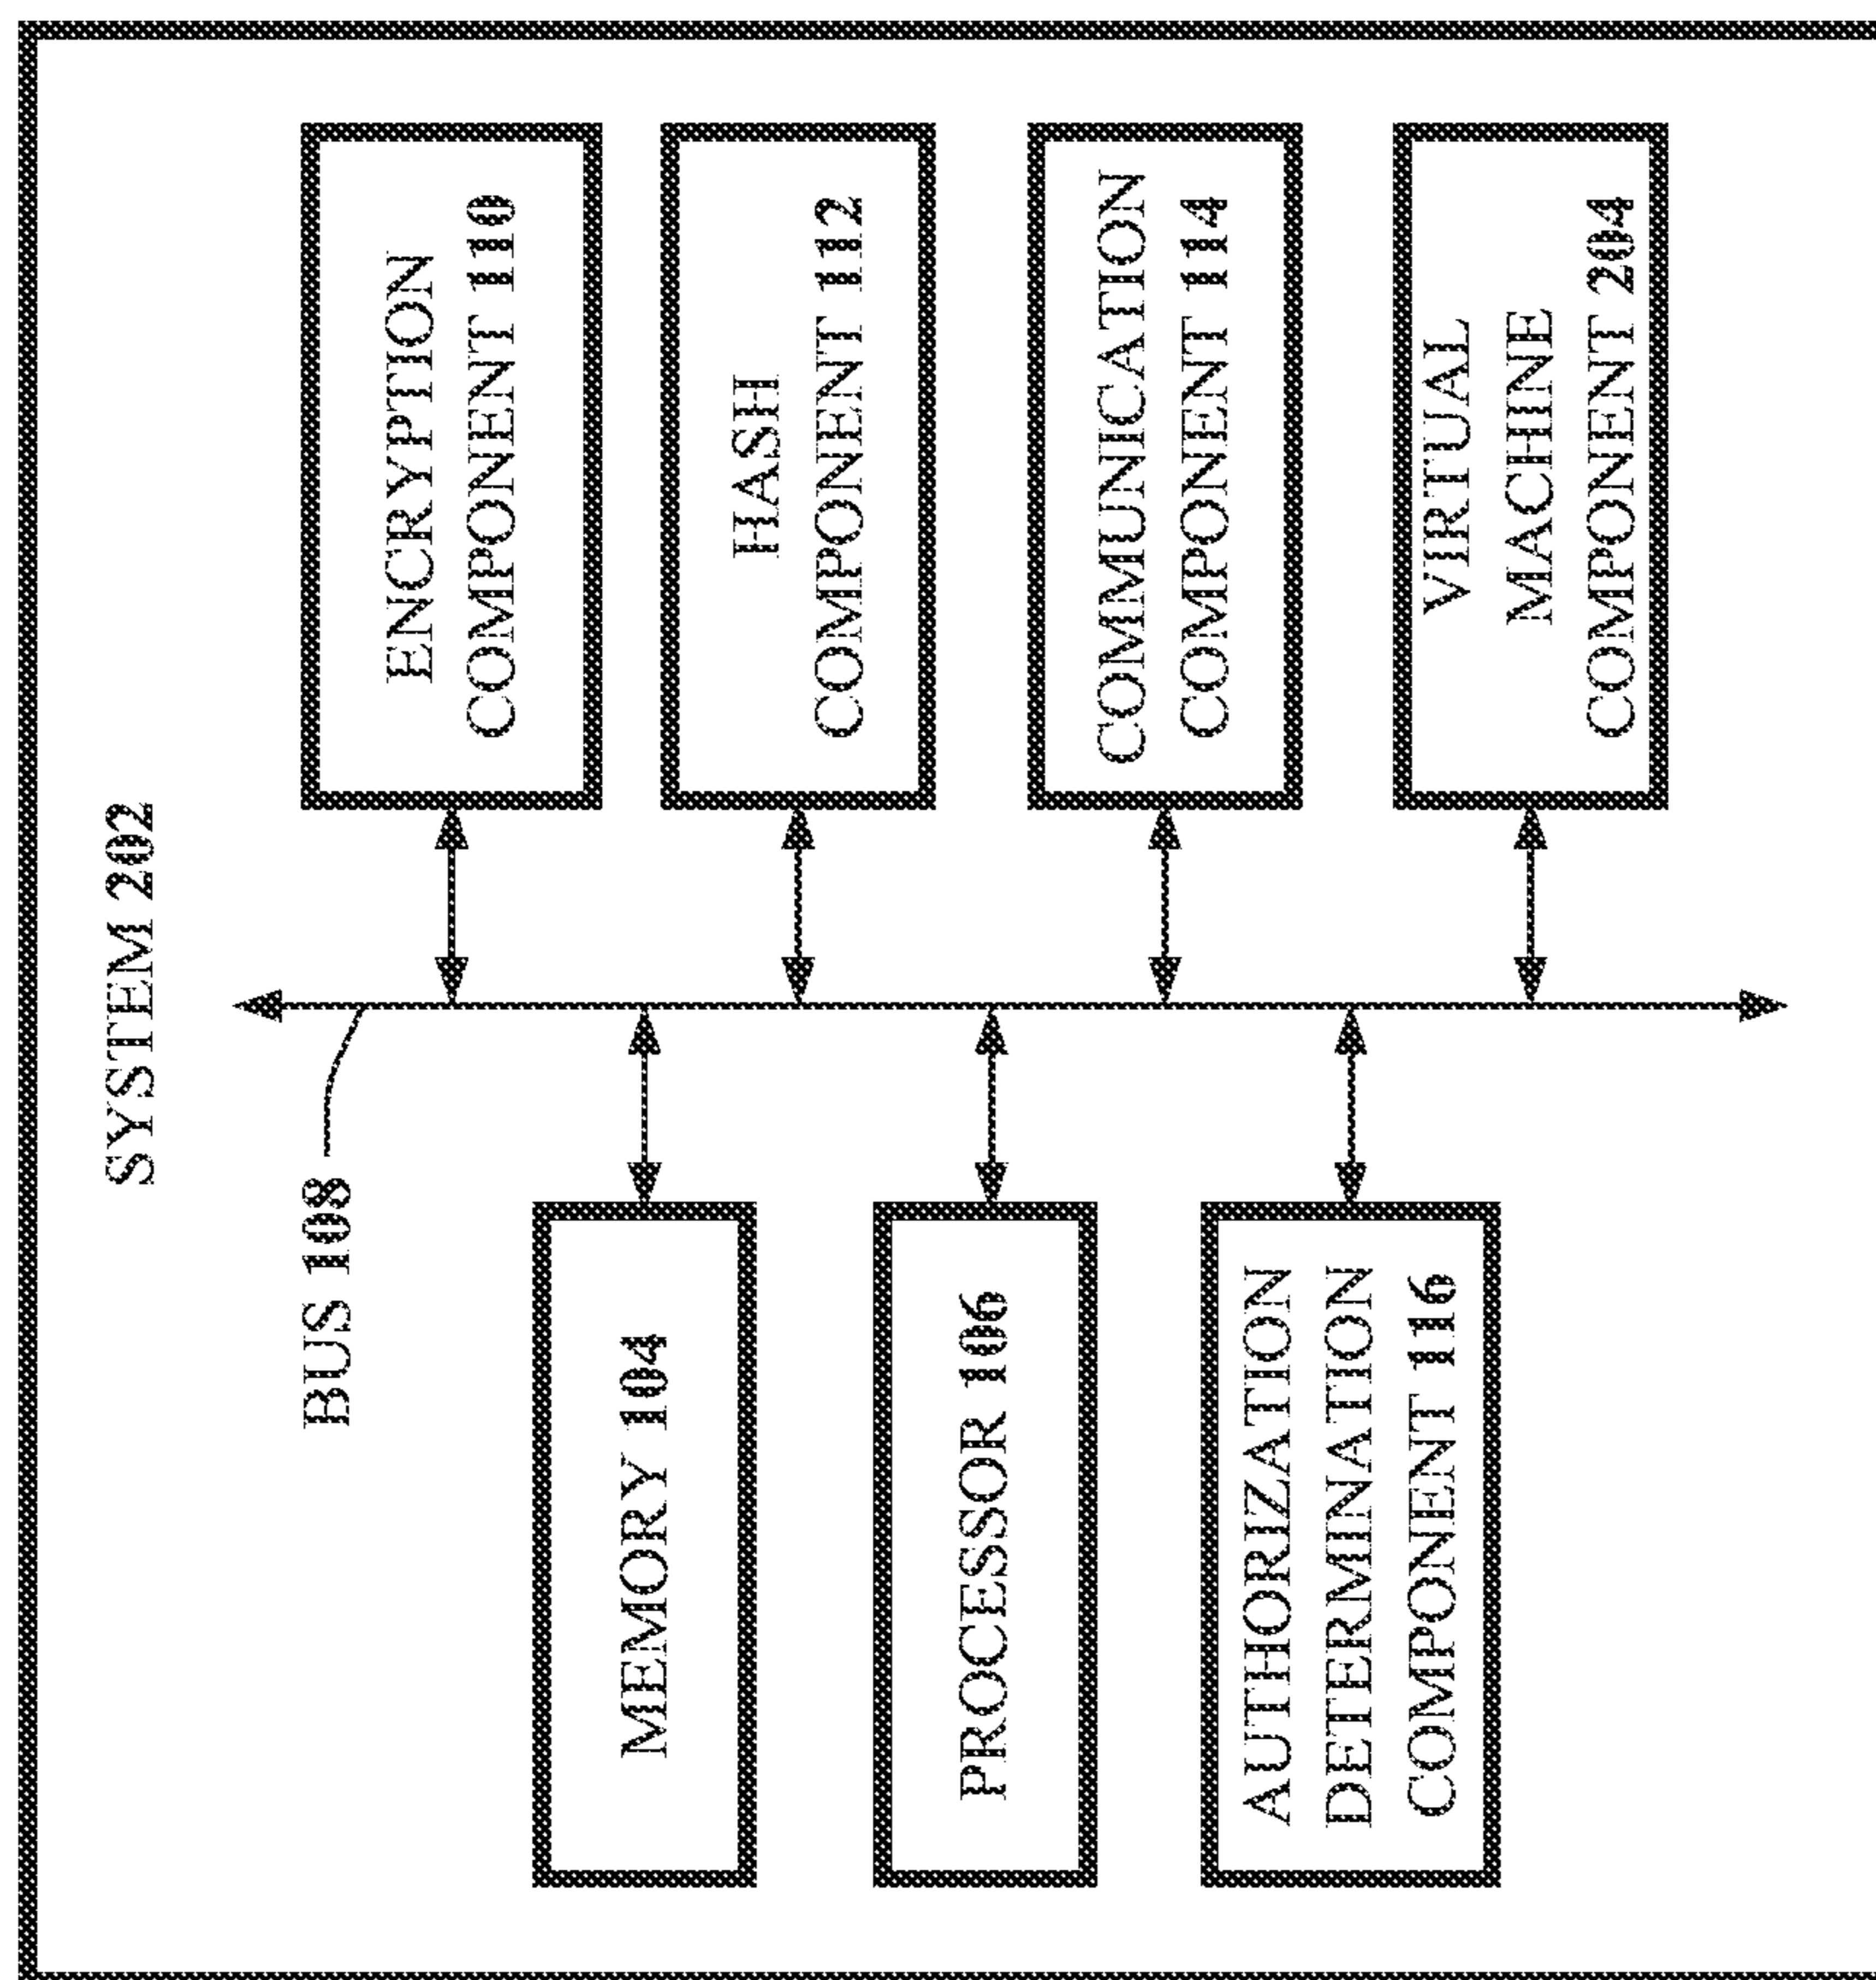 SYSTEM 202
BUS 108
MEMORY 104
PROCESSOR 106
AUTHORIZATION
DETERMINATION
COMPONENT 116
ENCRYPTION
COMPONENT 110
HASH
COMPONENT 112
COMMUNICATION
COMPONENT 114
VIRTUAL
MACHINE
COMPONENT 204